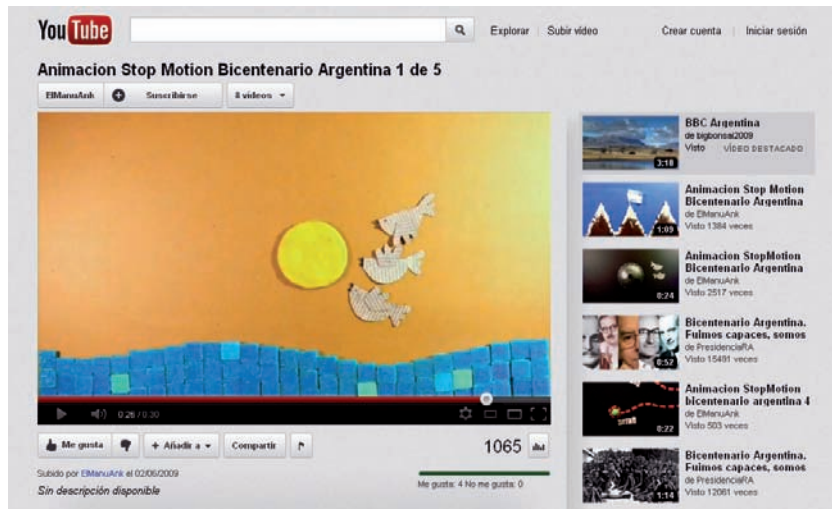 YouTube
Explorar Subir vídeo Crear cuenta Iniciar sesión
Animacion Stop Motion Bicentenario Argentina 1 de 5
ElManuAnk Suscribirse 8 videos
0:26 / 0:30
Me gusta Añadir a Compartir 1065
Subido por ElManuAnk el 02/06/2009
Sin descripción disponible
Me gusta: 4 No me gusta: 0
BBC Argentina
de bigbonsai2009
Visto VÍDEO DESTACADO
3:18
Animacion Stop Motion
Bicentenario Argentina
de ElManuAnk
Visto 1384 veces
1:09
Animacion StopMotion
Bicentenario Argentina
de ElManuAnk
Visto 2517 veces
0:24
Bicentenario Argentina.
Fuimos capaces, somos
de PresidenciaRA
Visto 15491 veces
0:57
Animacion StopMotion
bicentenario argentina 4
de ElManuAnk
Visto 503 veces
0:22
Bicentenario Argentina.
Fuimos capaces, somos
de PresidenciaRA
Visto 12061 veces
1:14